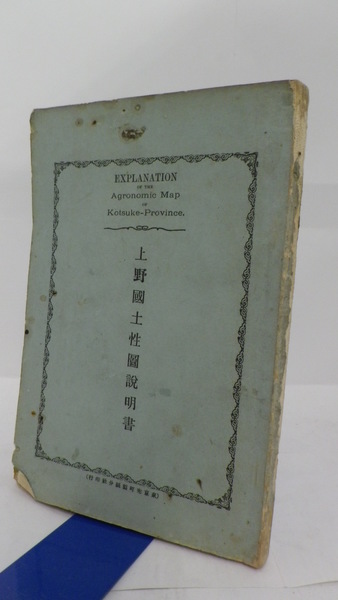 EXPLANATION
OF THE
Agronomic Map
OF
Kotsuke-Province.
上野國土性圖說明書